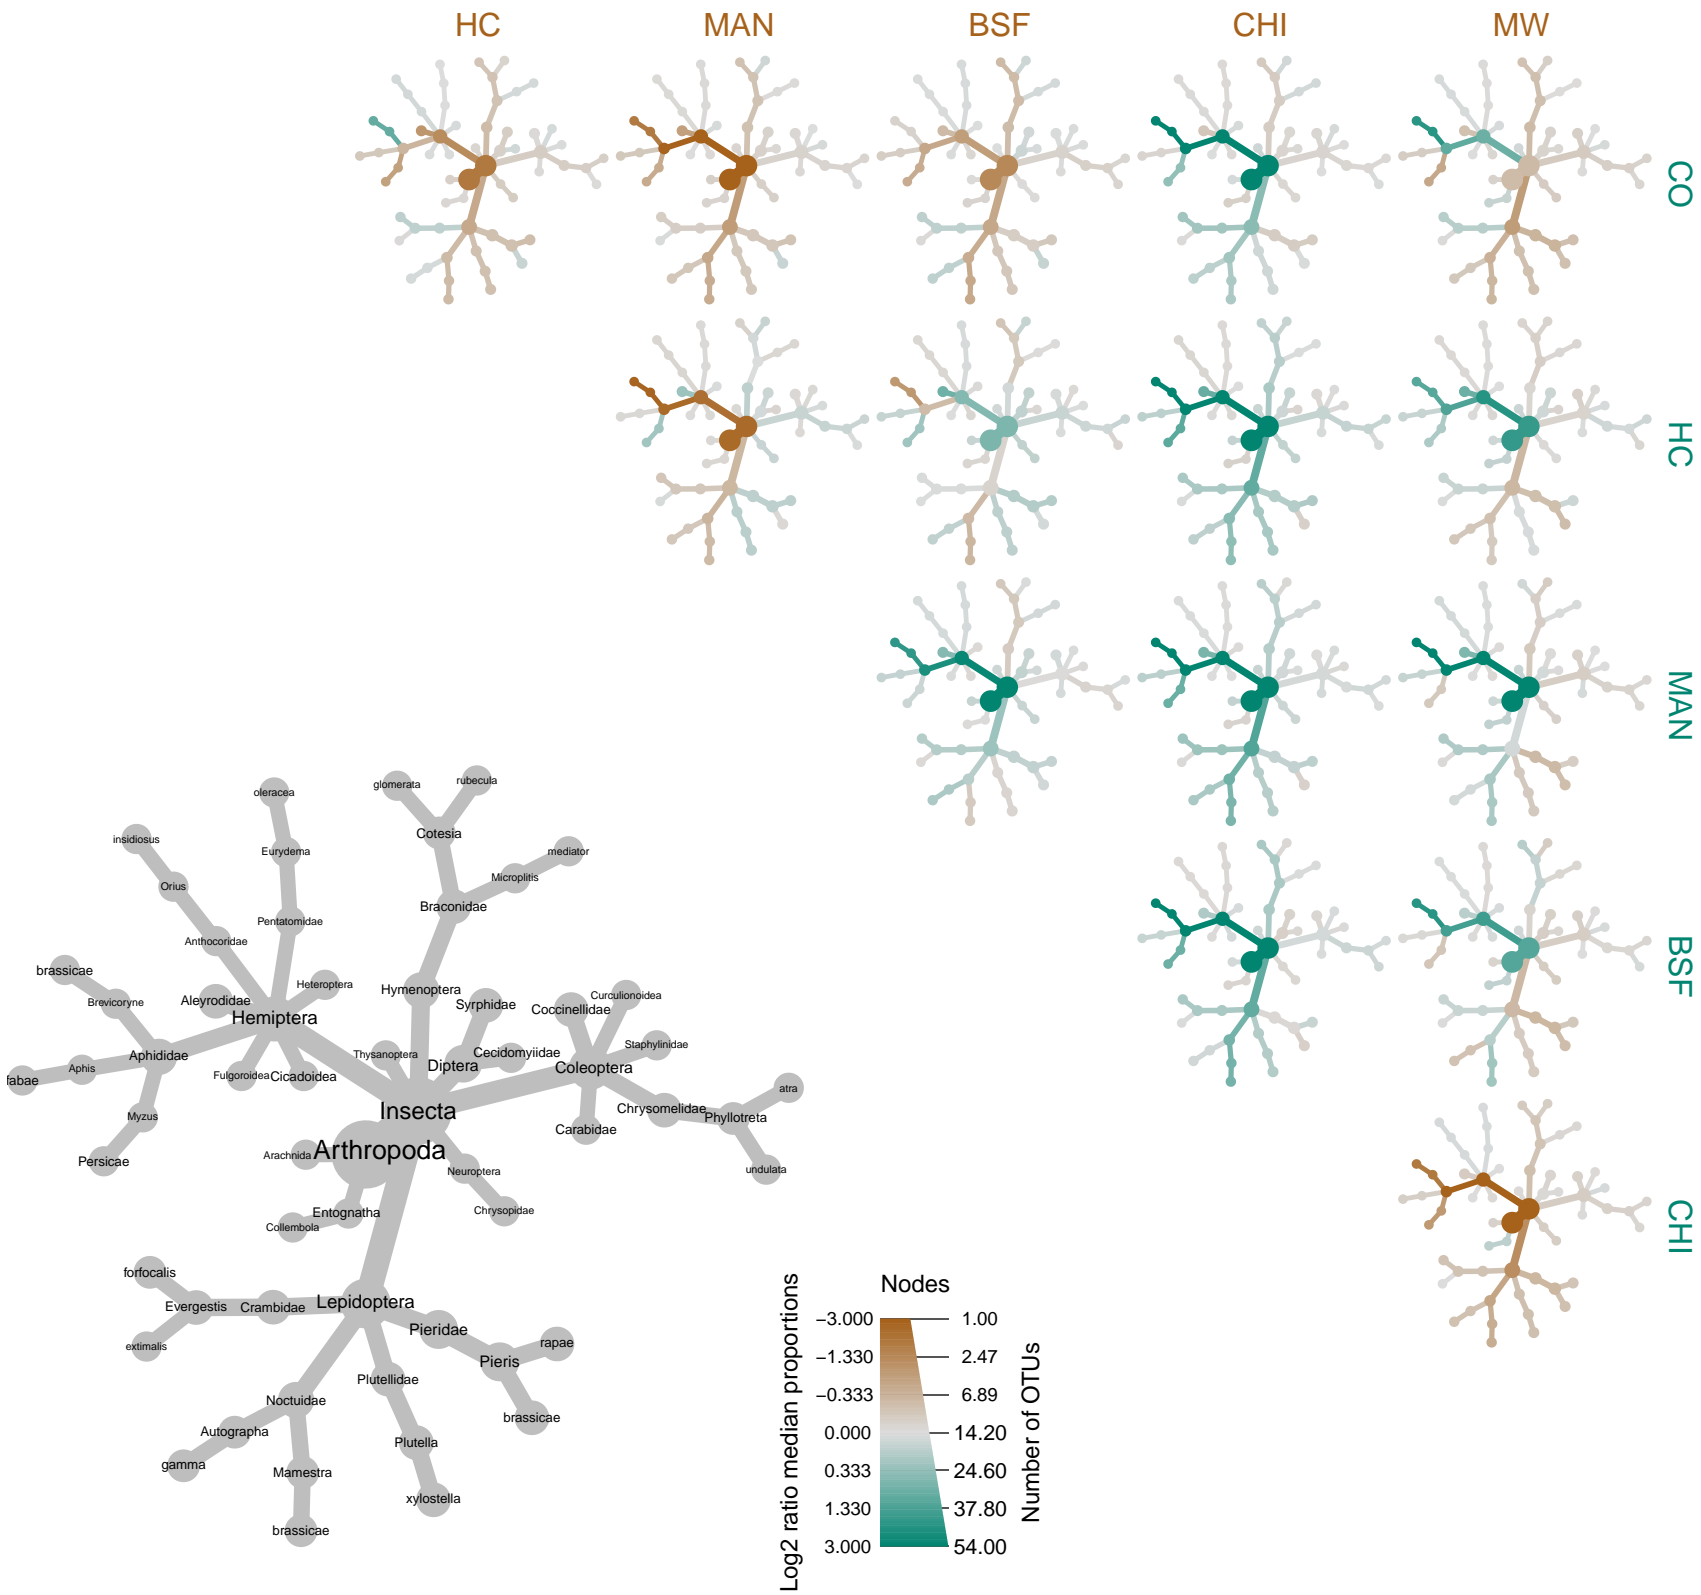 HC MAN BSF CHI MW
CO
HC
MAN
BSF
CHI
glomerata
rubecula
oleracea
insidiosus
Cotesia
Eurydema
mediator
Microplitis
Orius
Braconidae
Pentatomidae
Anthocoridae
brassicae
Heteroptera
Hymenoptera
Curculionoidea
Brevicoryne
Aleyrodidae
Syrphidae
Coccinellidae
Hemiptera
Staphylinidae
Aphididae
Thysanoptera
Cecidomyiidae
Diptera
Coleoptera
Aphis
fabae
Fulgoroidea
Cicadoidea
atra
Insecta
Chrysomelidae
Phyllotreta
Myzus
Carabidae
Arthropoda
Arachnida
Persicae
Neuroptera
undulata
Entognatha
Chrysopidae
Collembola
forfocalis
Evergestis
Crambidae
Lepidoptera
Pieridae
extimalis
rapae
Pieris
Plutellidae
Noctuidae
brassicae
Autographa
Plutella
gamma
Mamestra
xylostella
brassicae
Nodes
Log2 ratio median proportions
Number of OTUs
−3.000 1.00
−1.330 2.47
−0.333 6.89
0.000 14.20
0.333 24.60
1.330 37.80
3.000 54.00